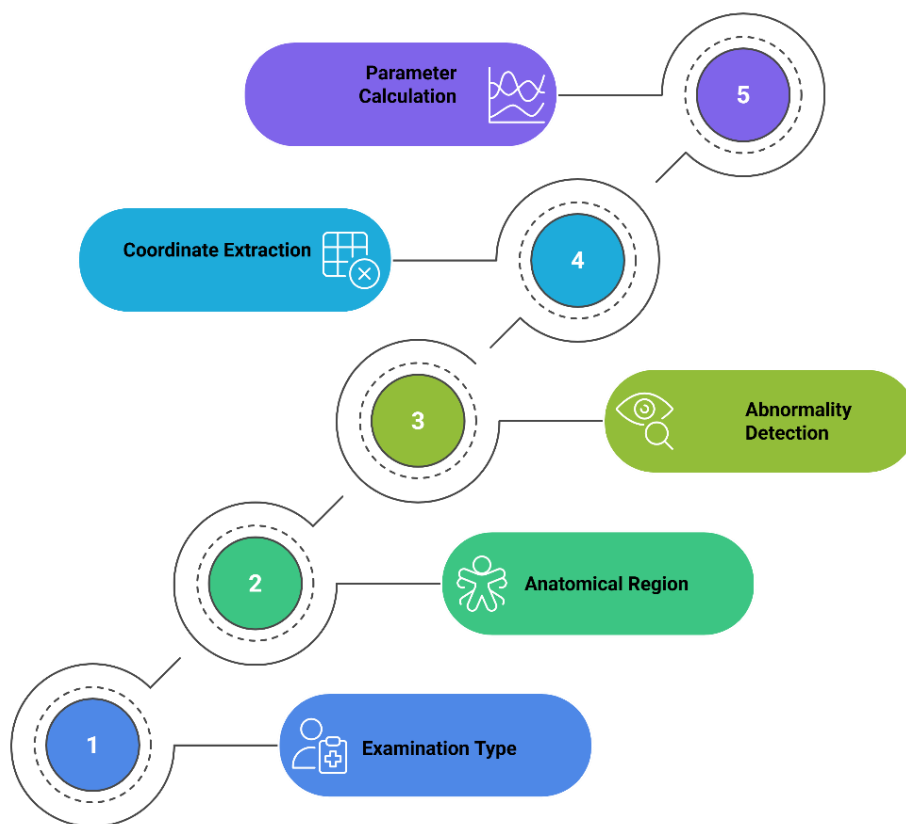 Parameter
Calculation
5
Coordinate Extraction
4
3
Abnormality
Detection
2
Anatomical Region
1
Examination Type